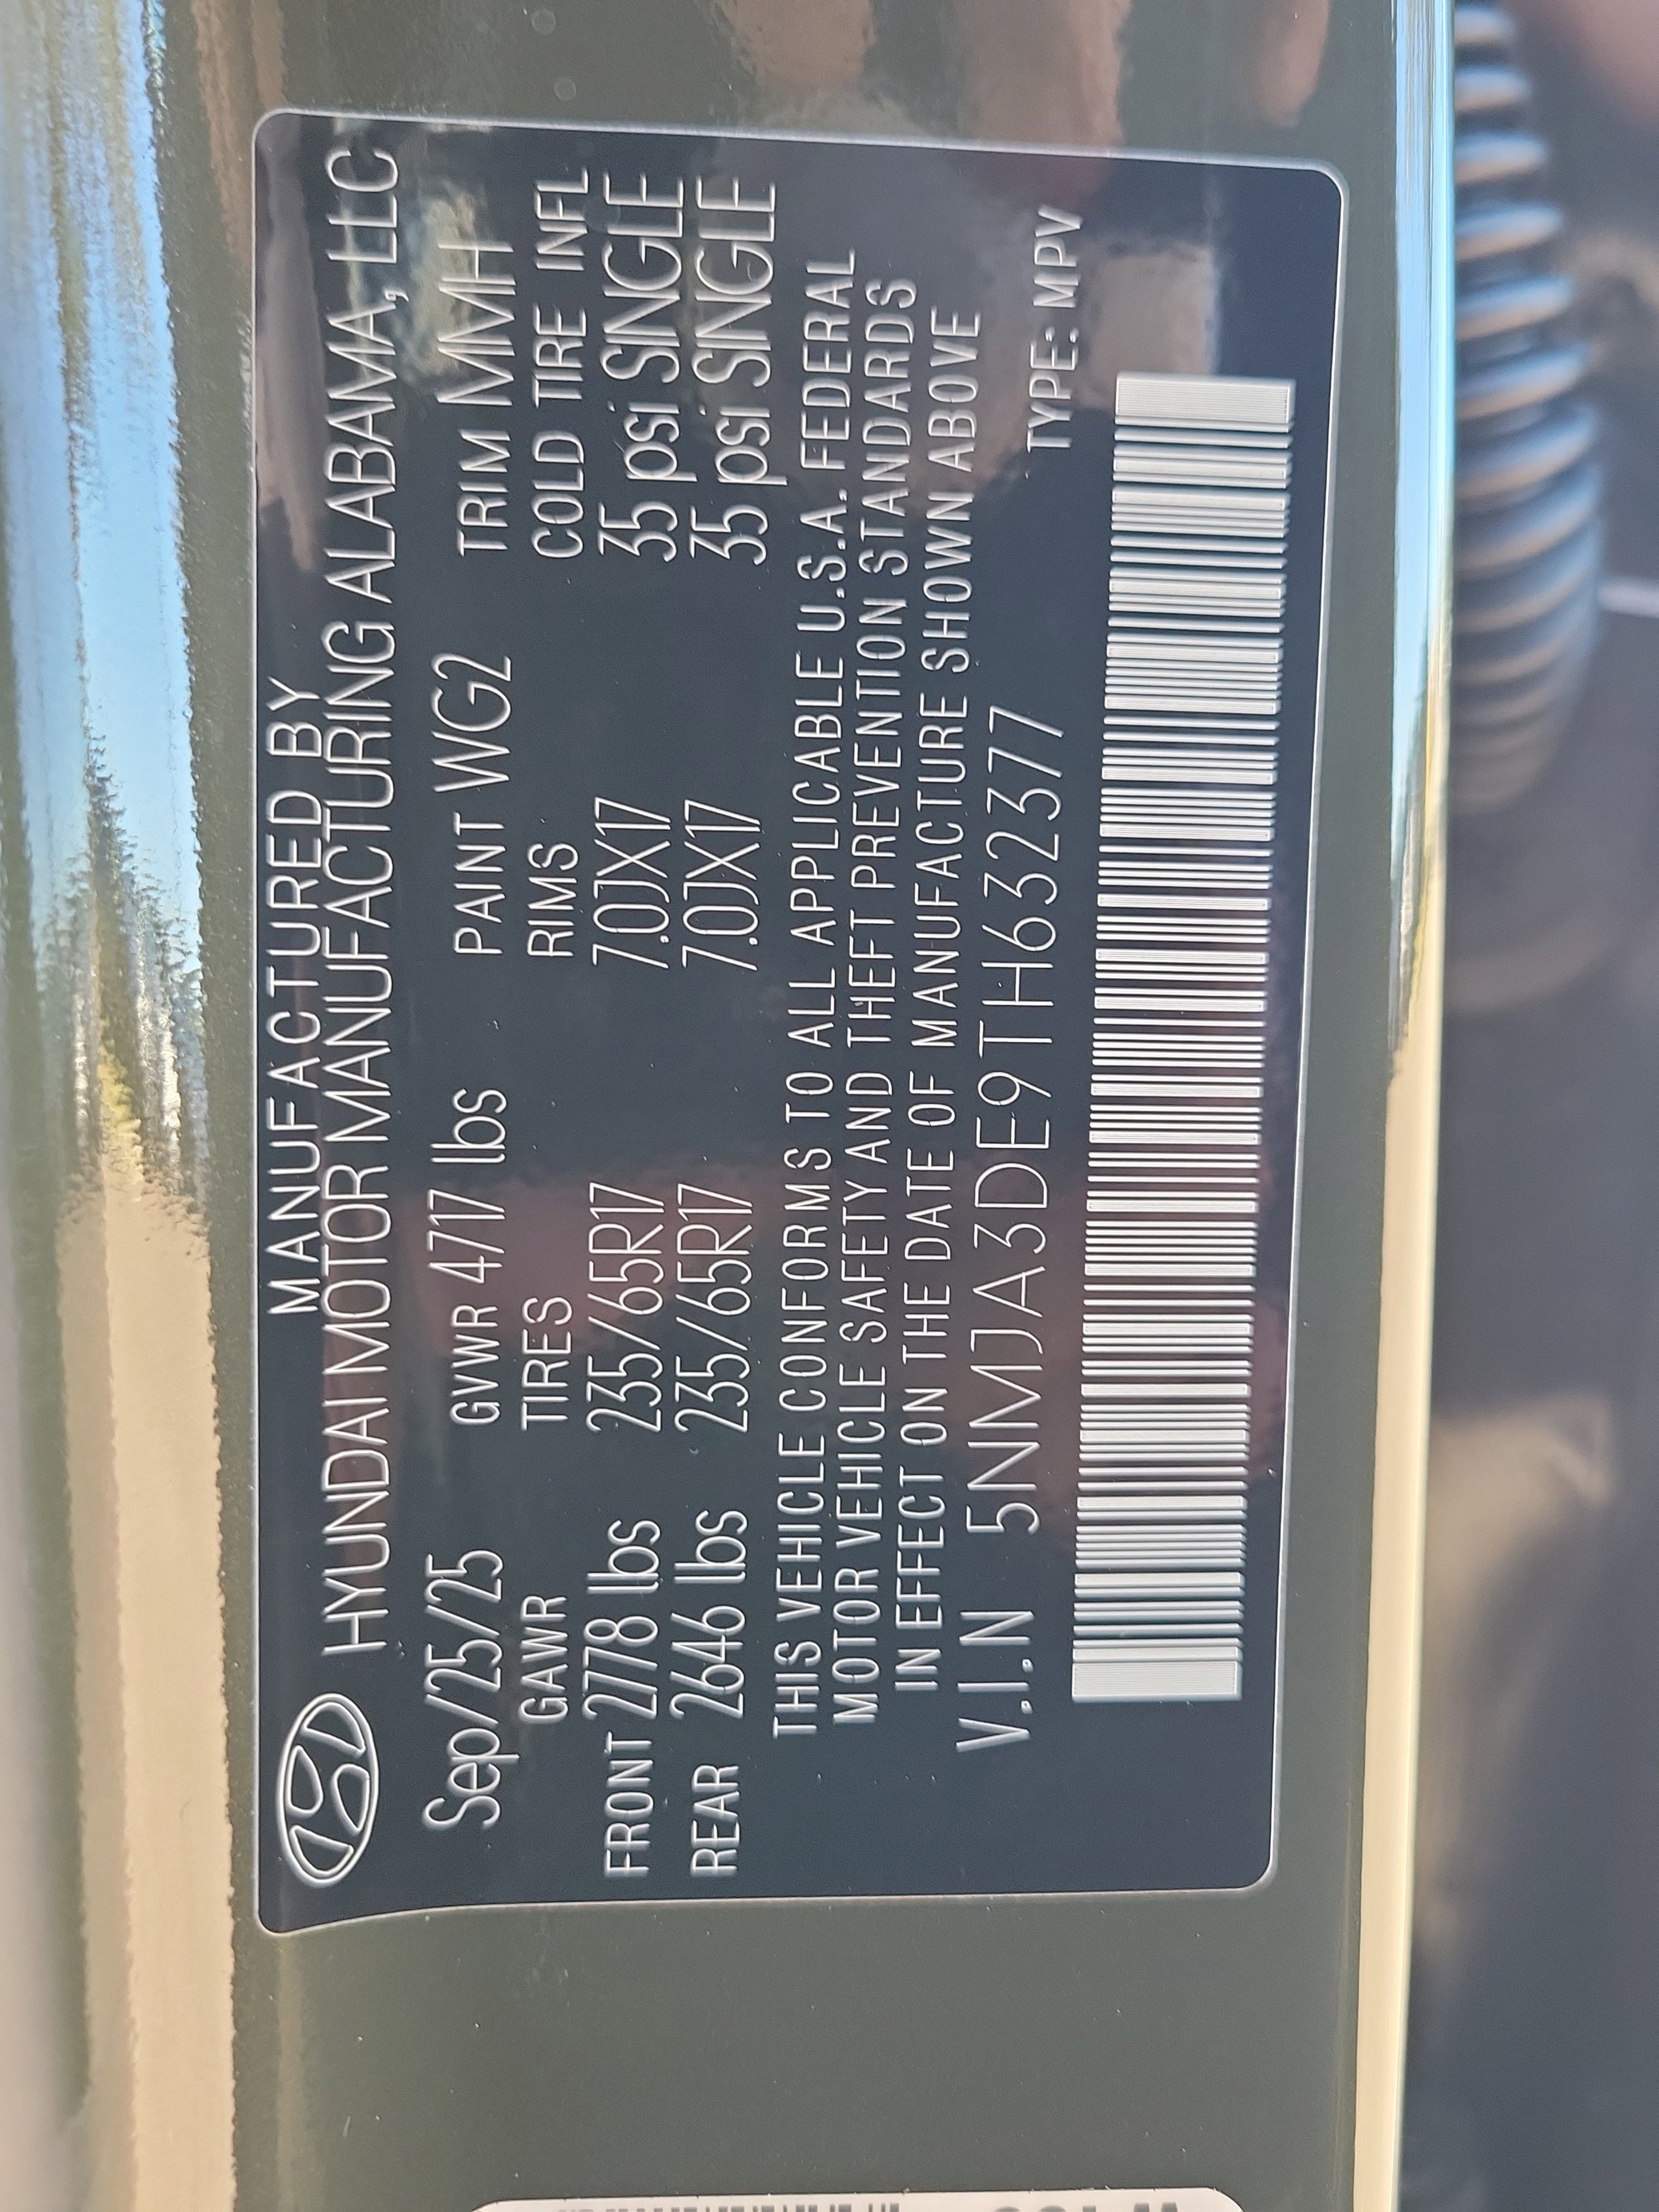 MANUFACTURED BY
HYUNDAI MOTOR MANUFACTURING ALABAMA, LLC
Sep/25/25 GVWR 4717 lbs PAINT WG2 TRIM MMH
GAWR TIRES RIMS COLD TIRE INFL
FRONT 2778 lbs 235/65R17 7.0JX17 35 psi SINGLE
REAR 2646 lbs 235/65R17 7.0JX17 35 psi SINGLE
THIS VEHICLE CONFORMS TO ALL APPLICABLE U.S.A. FEDERAL
MOTOR VEHICLE SAFETY AND THEFT PREVENTION STANDARDS
IN EFFECT ON THE DATE OF MANUFACTURE SHOWN ABOVE
V.I.N 5NMJA3DE9TH632377
TYPE: MPV